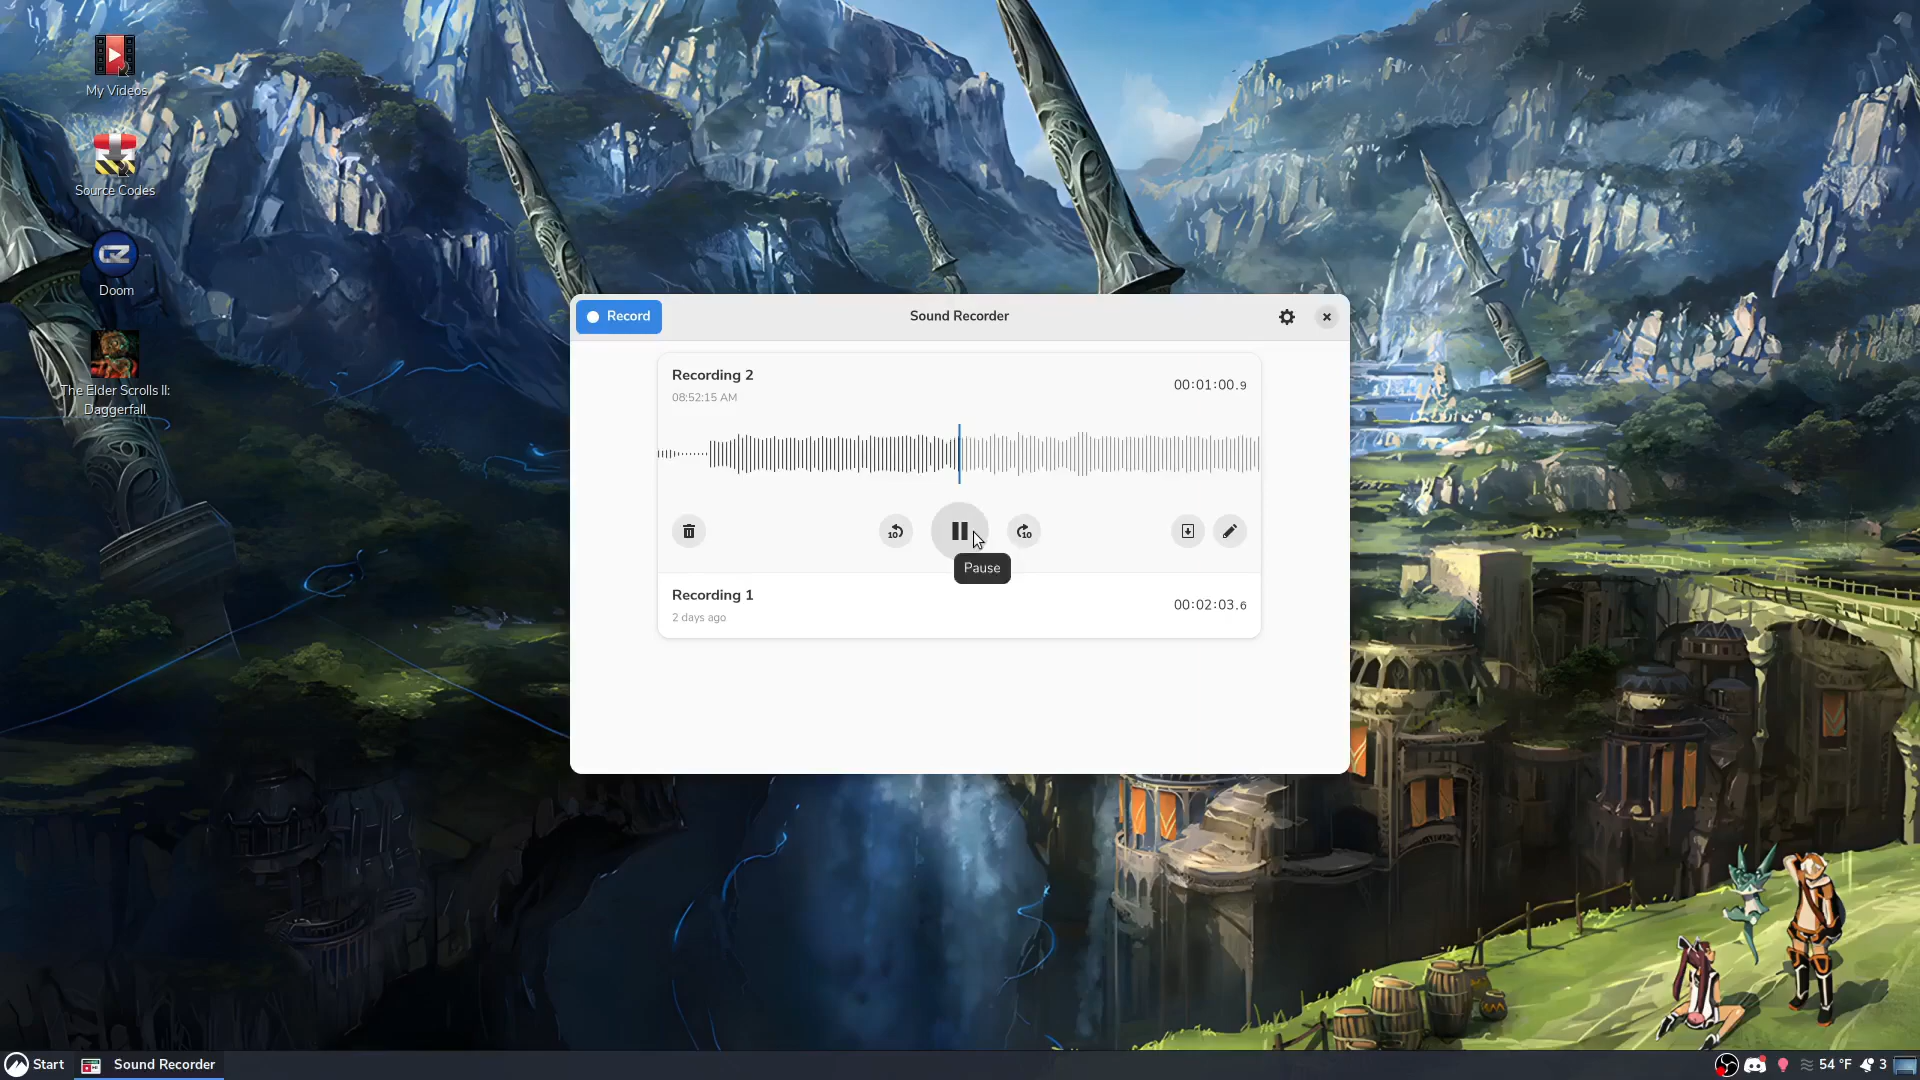 My Videos
Source Codes
Doom
The Elder Scrolls II:
Daggerfall
Record
Sound Recorder
Recording 2
08:52:15 AM
00:01:00.9
10
10
Pause
Recording 1
2 days ago
00:02:03.6
Start
Sound Recorder
54 °F
3